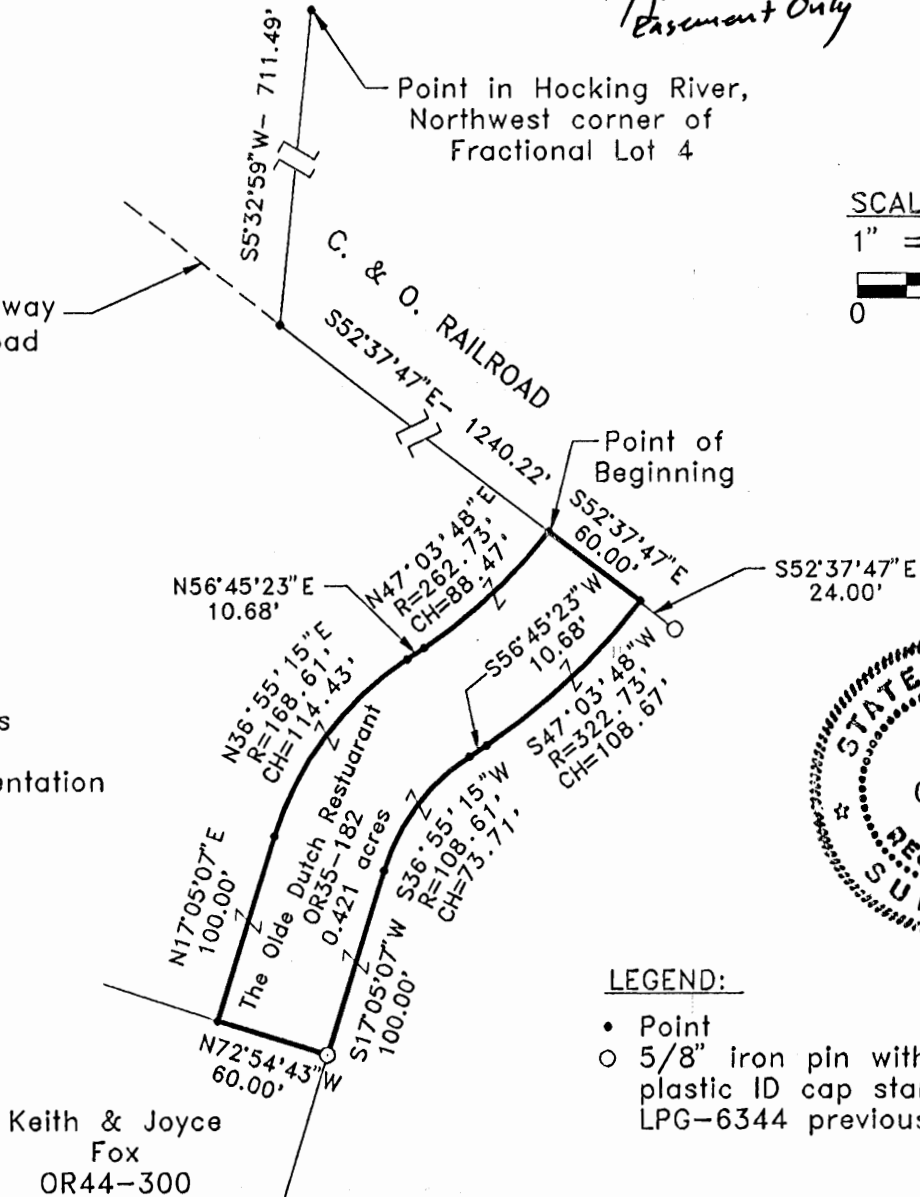 Easement Only
Point in Hocking River,
Northwest corner of
Fractional Lot 4
S5°32'59"W- 711.49'
SCAL
1" =
0
C. & O. RAILROAD
way
oad
S52°37'47"E- 1240.22'
Point of
Beginning
S52°37'47"E
60.00'
S52°37'47"E
24.00'
N47°03'48"E
R=262.73'
CH=88.47'
N56°45'23"E
10.68'
S56°45'23"W
10.68'
S47°03'48"W
R=322.73'
CH=108.67'
N36°55'15"E
R=168.61'
CH=114.43'
S36°55'15"W
R=108.61'
CH=73.71'
s
entation
The Olde Dutch Restuarant
OR35-182
0.421 acres
N17°05'07"E
100.00'
S17°05'07"W
100.00'
N72°54'43"W
60.00'
STATE
REG
SU
LEGEND:
Point
5/8" iron pin with
plastic ID cap star
LPG-6344 previous
Keith & Joyce
Fox
OR44-300